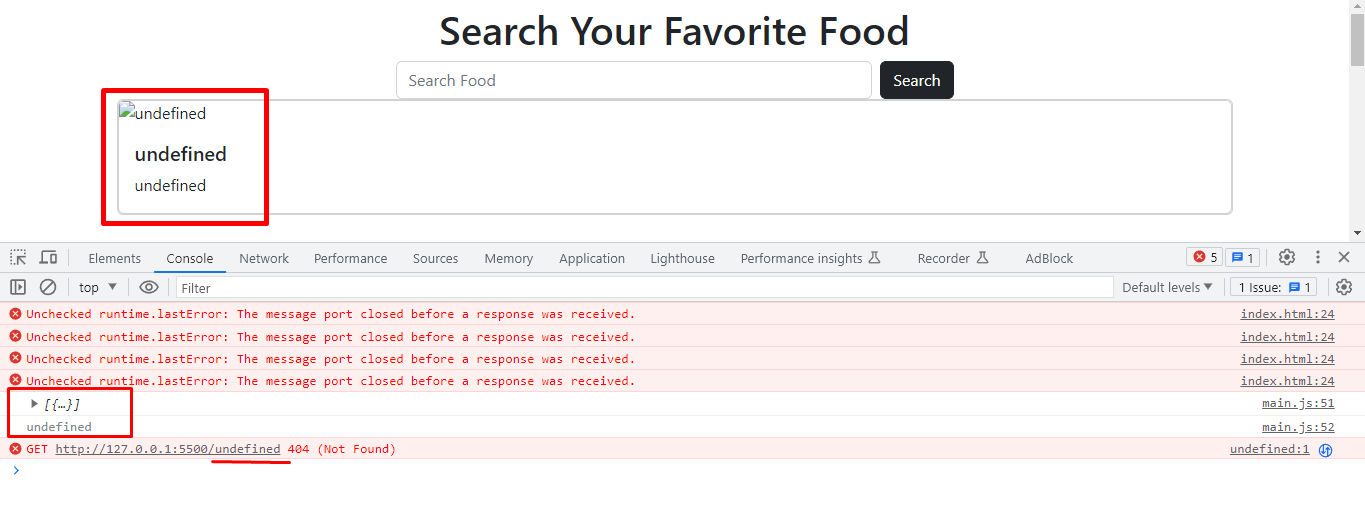 Search Your Favorite Food
Search Food
Search
undefined
undefined
undefined
Elements Console Network Performance Sources Memory Application Lighthouse Performance insights Recorder AdBlock 5 1
top Filter Default levels 1 Issue: 1
Unchecked runtime.lastError: The message port closed before a response was received. index.html:24
Unchecked runtime.lastError: The message port closed before a response was received. index.html:24
Unchecked runtime.lastError: The message port closed before a response was received. index.html:24
Unchecked runtime.lastError: The message port closed before a response was received. index.html:24
[{…}] main.js:51
undefined main.js:52
GET http://127.0.0.1:5500/undefined 404 (Not Found) undefined:1